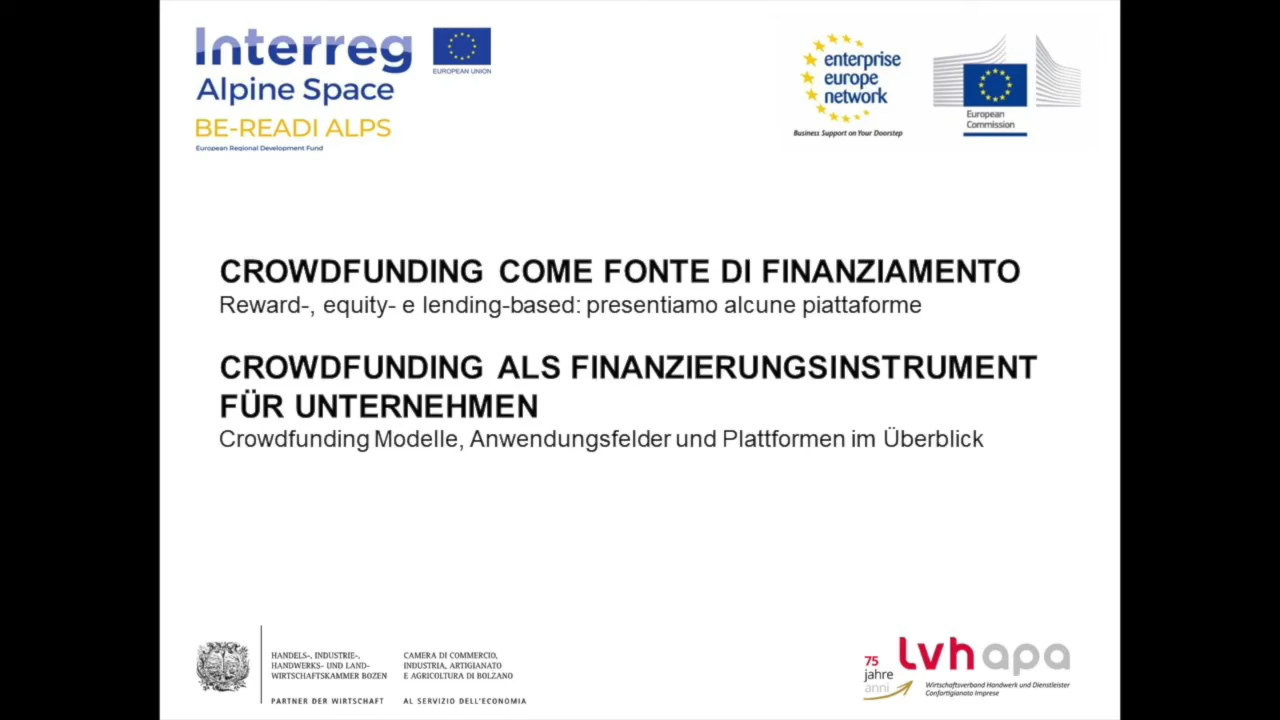 Interreg
EUROPEAN UNION
Alpine Space
BE-READI ALPS
European Regional Development Fund
enterprise
europe
network
Business Support on Your Doorstep
European
Commission
CROWDFUNDING COME FONTE DI FINANZIAMENTO
Reward-, equity- e lending-based: presentiamo alcune piattaforme
CROWDFUNDING ALS FINANZIERUNGSINSTRUMENT
FÜR UNTERNEHMEN
Crowdfunding Modelle, Anwendungsfelder und Plattformen im Überblick
HANDELS-, INDUSTRIE-,
HANDWERKS- UND LAND-
WIRTSCHAFTSKAMMER BOZEN
PARTNER DER WIRTSCHAFT
CAMERA DI COMMERCIO,
INDUSTRIA, ARTIGIANATO
E AGRICOLTURA DI BOLZANO
AL SERVIZIO DELL'ECONOMIA
75
jahre
anni
lvh apa
Wirtschaftsverband Handwerk und Dienstleister
Confartigianato Imprese